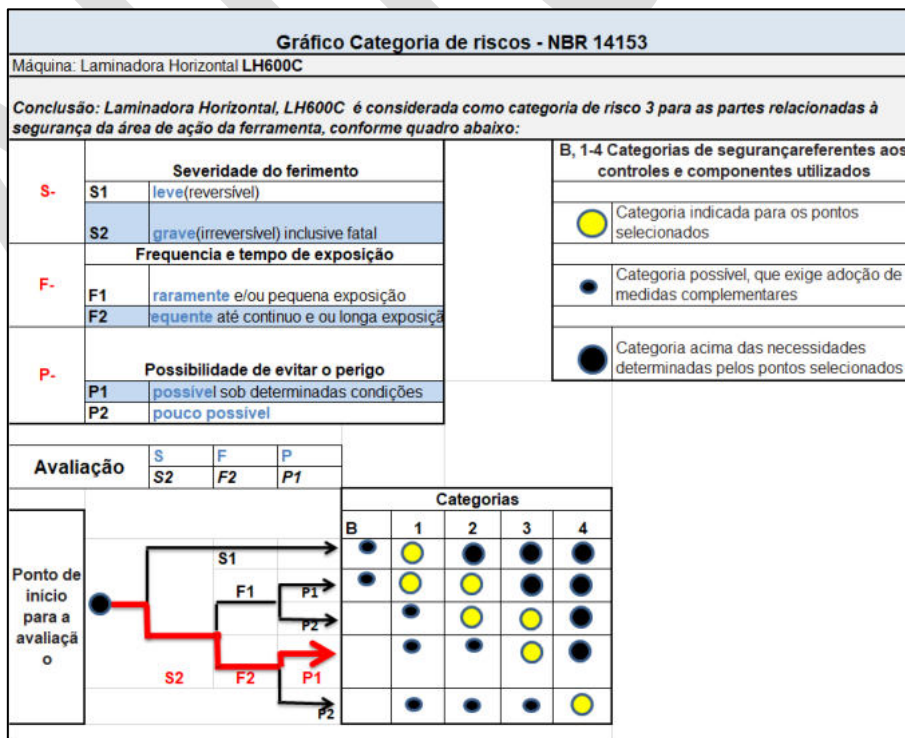 Gráfico Categoria de riscos - NBR 14153
Máquina: Laminadora Horizontal LH600C
Conclusão: Laminadora Horizontal, LH600C é considerada como categoria de risco 3 para as partes relacionadas à
segurança da área de ação da ferramenta, conforme quadro abaixo:
S-
Severidade do ferimento
S1 leve(reversível)
S2 grave(irreversível) inclusive fatal
F-
Frequencia e tempo de exposição
F1 raramente e/ou pequena exposição
F2 equente até continuo e ou longa exposiçã
P-
Possibilidade de evitar o perigo
P1 possível sob determinadas condições
P2 pouco possível
B, 1-4 Categorias de segurançareferentes aos
controles e componentes utilizados
Categoria indicada para os pontos
selecionados
Categoria possível, que exige adoção de
medidas complementares
Categoria acima das necessidades
determinadas pelos pontos selecionados
Avaliação
S F P
S2 F2 P1
Categorias
B 1 2 3 4
Ponto de
início
para a
avaliaçã
o
S1
F1
P1
P2
S2 F2 P1
P2